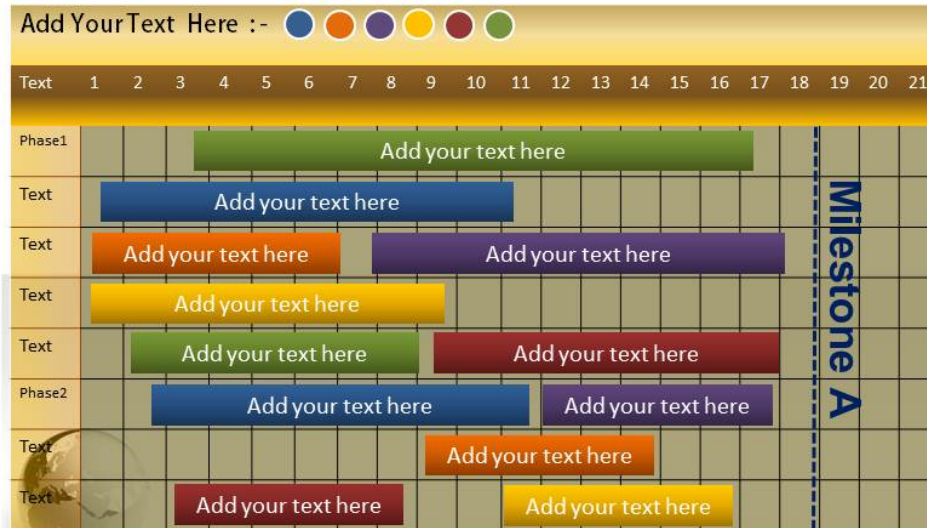 Add Your Text Here :-
Text 1 2 3 4 5 6 7 8 9 10 11 12 13 14 15 16 17 18 19 20 21
Phase1 Add your text here
Text Add your text here
Text Add your text here Add your text here
Text Add your text here
Text Add your text here Add your text here
Phase2 Add your text here Add your text here
Text Add your text here
Text Add your text here Add your text here
Milestone A